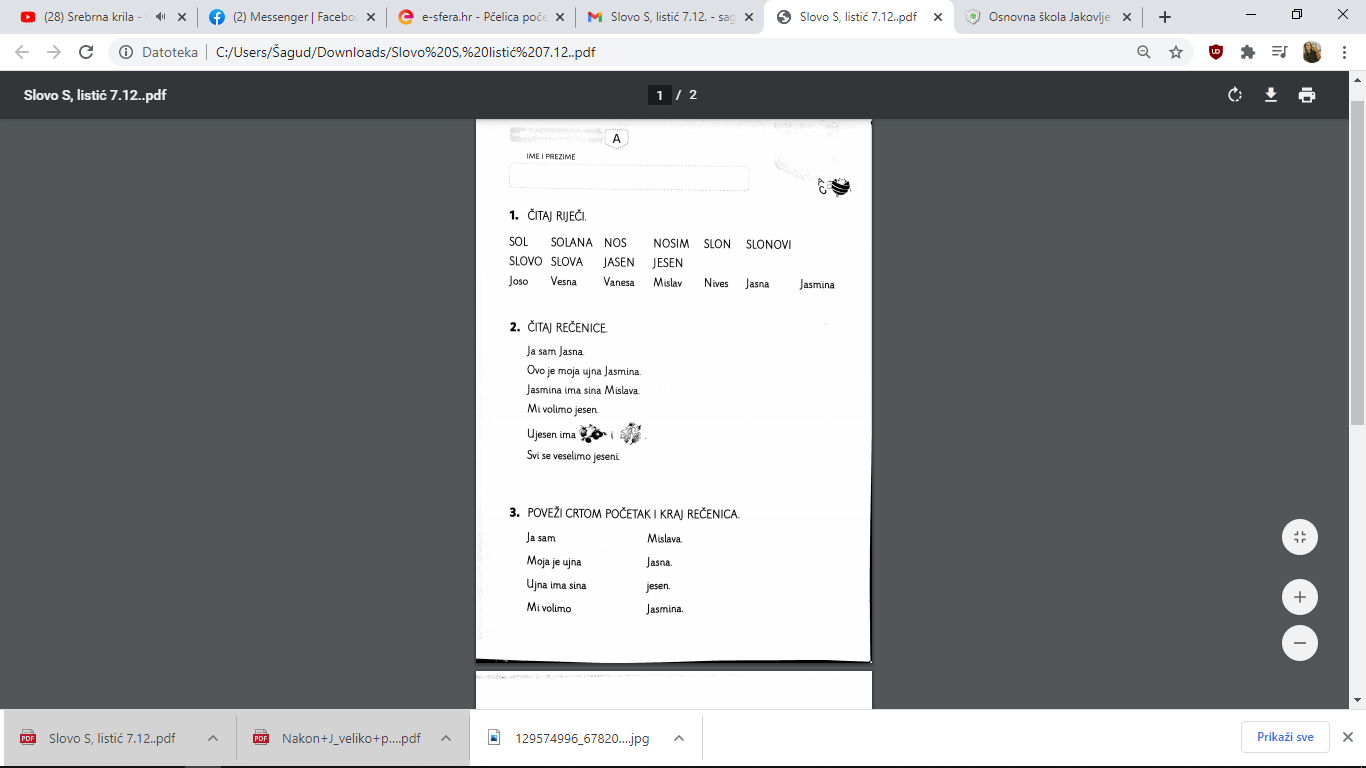 (28) Srebrna krila -
(2) Messenger | Facebo
e-sfera.hr - Pčelica poče
Slovo S, listić 7.12. - sag
Slovo S, listić 7.12..pdf
Osnovna škola Jakovlje
Datoteka
C:/Users/Šagud/Downloads/Slovo%20S,%20listić%207.12..pdf
Slovo S, listić 7.12..pdf
1 / 2
A
IME I PREZIME
1. ČITAJ RIJEČI.
SOL SOLANA NOS NOSIM SLON SLONOVI
SLOVO SLOVA JASEN JESEN
Joso Vesna Vanesa Mislav Nives Jasna Jasmina
2. ČITAJ REČENICE.
Ja sam Jasna.
Ovo je moja ujna Jasmina.
Jasmina ima sina Mislava.
Mi volimo jesen.
Ujesen ima i .
Svi se veselimo jeseni.
3. POVEŽI CRTOM POČETAK I KRAJ REČENICA.
Ja sam Mislava.
Moja je ujna Jasna.
Ujna ima sina jesen.
Mi volimo Jasmina.
Slovo S, listić 7.12..pdf
Nakon+J_veliko+p....pdf
129574996_67820....jpg
Prikaži sve